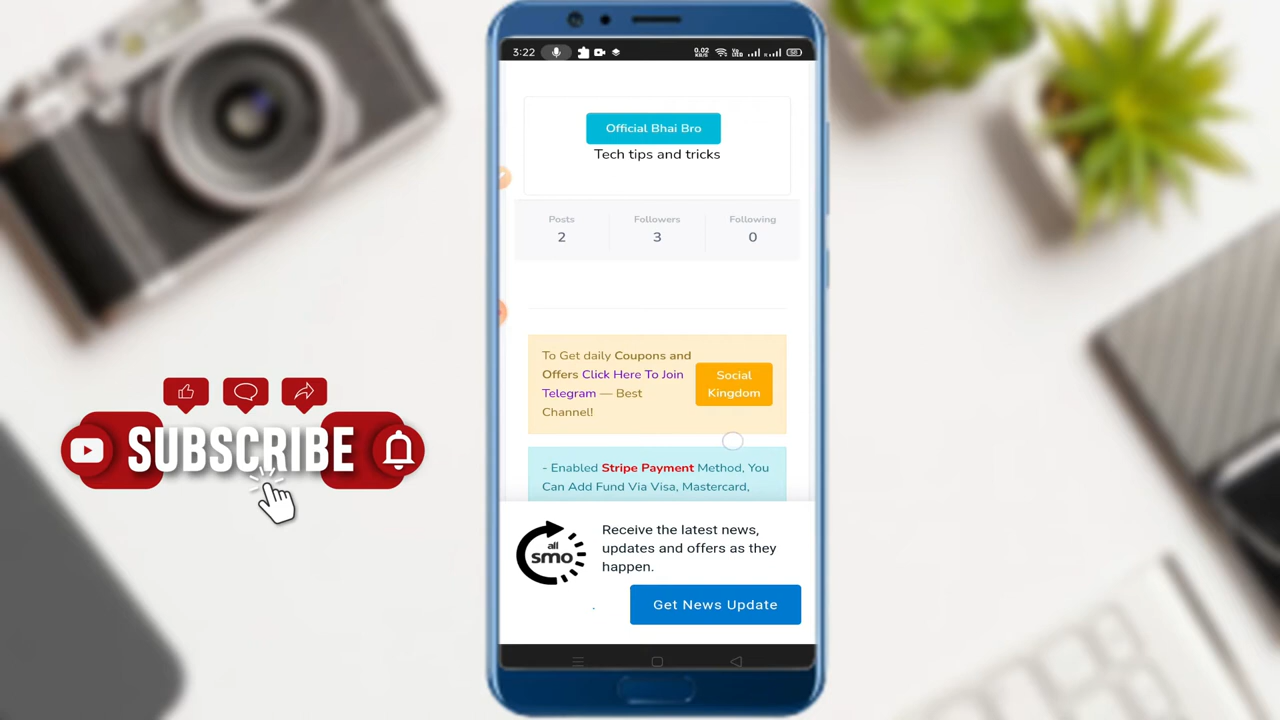 3:22
0.02
KB/S
Official Bhai Bro
Tech tips and tricks
Posts
Followers
Following
2
3
0
To Get daily Coupons and
Offers Click Here To Join
Telegram — Best
Channel!
Social
Kingdom
- Enabled Stripe Payment Method, You
Can Add Fund Via Visa, Mastercard,
all
smo
Receive the latest news,
updates and offers as they
happen.
Get News Update
SUBSCRIBE